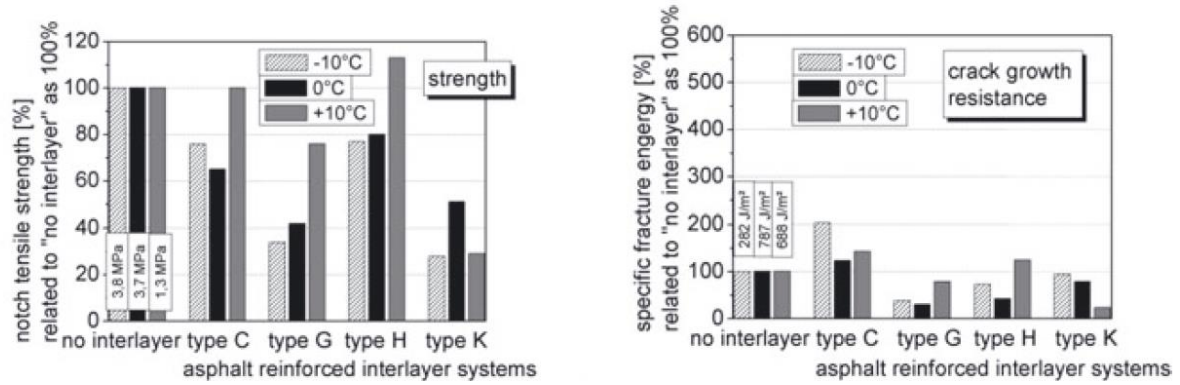 notch tensile strength [%]
related to "no interlayer" as 100%
120
100
80
60
40
20
0
-10°C
0°C
+10°C
strength
3,8 MPa
3,7 MPa
1,3 MPa
no interlayer type C type G type H type K
asphalt reinforced interlayer systems
specific fracture engergy [%]
related to "no interlayer" as 100%
600
500
400
300
200
100
0
-10°C
0°C
+10°C
crack growth
resistance
282 J/m²
787 J/m²
688 J/m²
no interlayer type C type G type H type K
asphalt reinforced interlayer systems